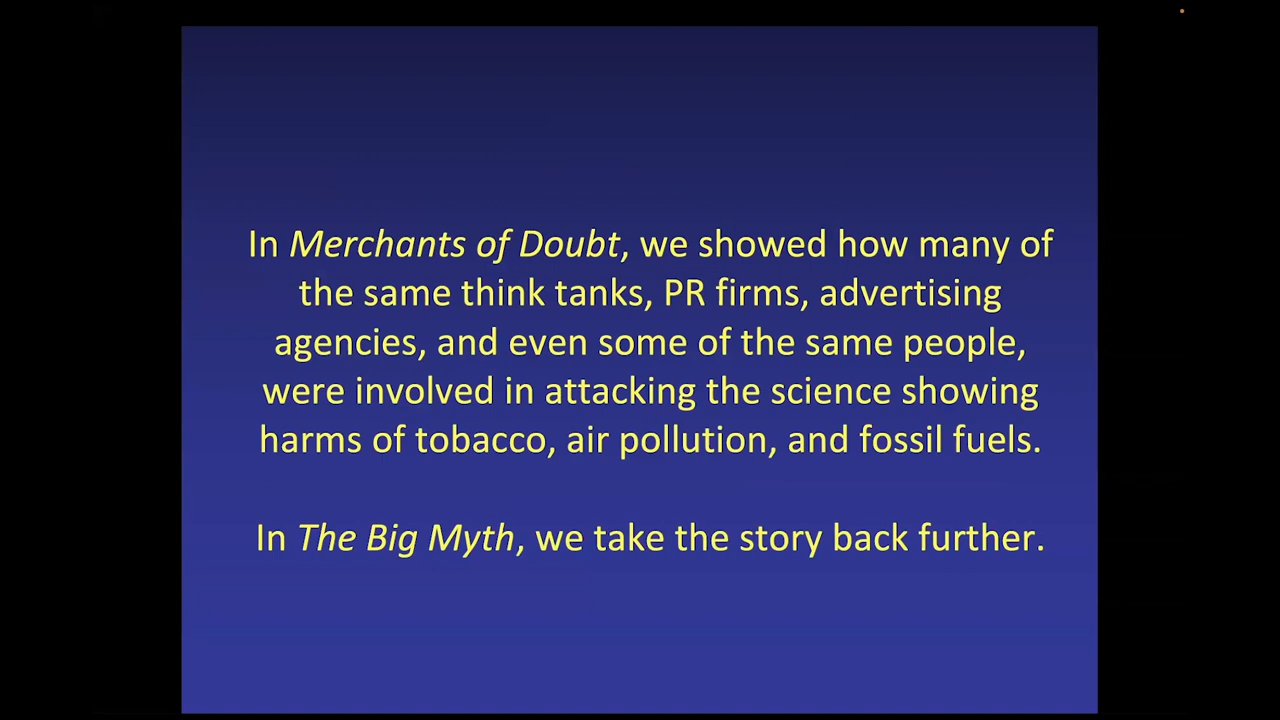 In Merchants of Doubt, we showed how many of
the same think tanks, PR firms, advertising
agencies, and even some of the same people,
were involved in attacking the science showing
harms of tobacco, air pollution, and fossil fuels.
In The Big Myth, we take the story back further.